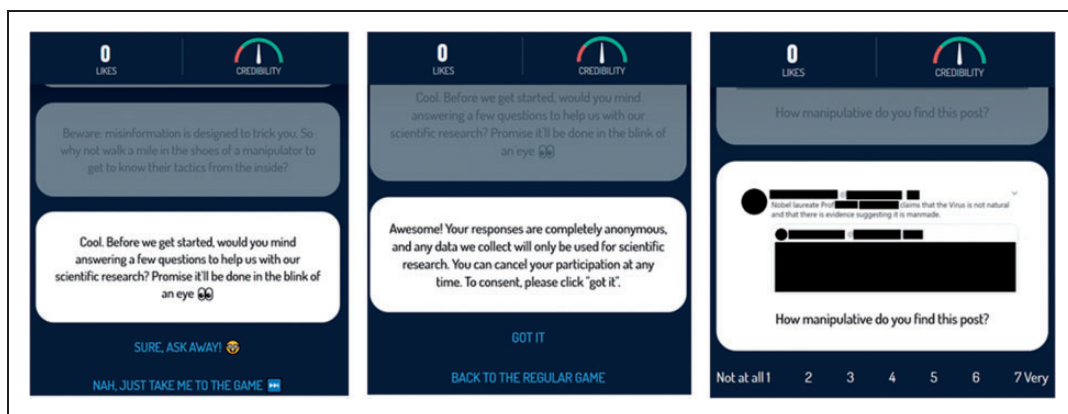 0
LIKES
CREDIBILITY
Beware: misinformation is designed to trick you. So
why not walk a mile in the shoes of a manipulator to
get to know their tactics from the inside?
Cool. Before we get started, would you mind
answering a few questions to help us with our
scientific research? Promise it'll be done in the blink of
an eye 👀
SURE, ASK AWAY! 🤓
NAH, JUST TAKE ME TO THE GAME ⏭
0
LIKES
CREDIBILITY
Cool. Before we get started, would you mind
answering a few questions to help us with our
scientific research? Promise it'll be done in the blink of
an eye 👀
Awesome! Your responses are completely anonymous,
and any data we collect will only be used for scientific
research. You can cancel your participation at any
time. To consent, please click "got it".
GOT IT
BACK TO THE REGULAR GAME
0
LIKES
CREDIBILITY
How manipulative do you find this post?
@
Nobel laureate Prof claims that the Virus is not natural
and that there is evidence suggesting it is manmade.
How manipulative do you find this post?
Not at all 1 2 3 4 5 6 7 Very